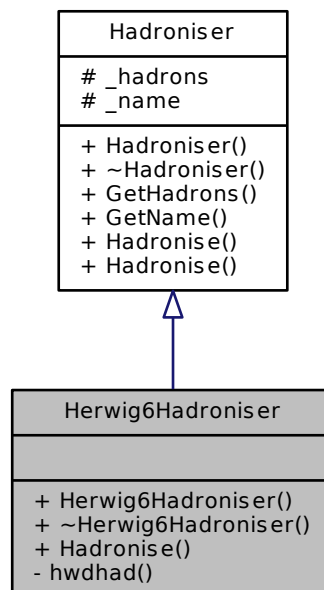 Hadroniser
# _hadrons
# _name
+ Hadroniser()
+ ~Hadroniser()
+ GetHadrons()
+ GetName()
+ Hadronise()
+ Hadronise()
Herwig6Hadroniser
+ Herwig6Hadroniser()
+ ~Herwig6Hadroniser()
+ Hadronise()
- hwdhad()